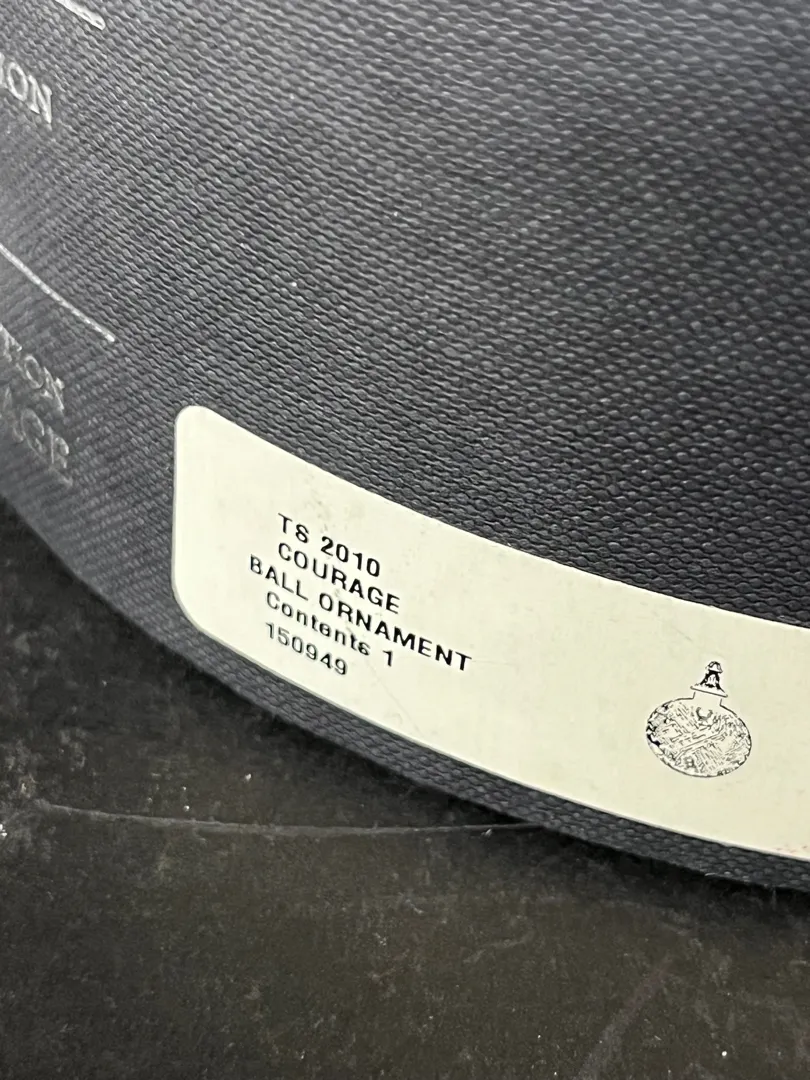 TS 2010
COURAGE
BALL ORNAMENT
Contents 1
150949